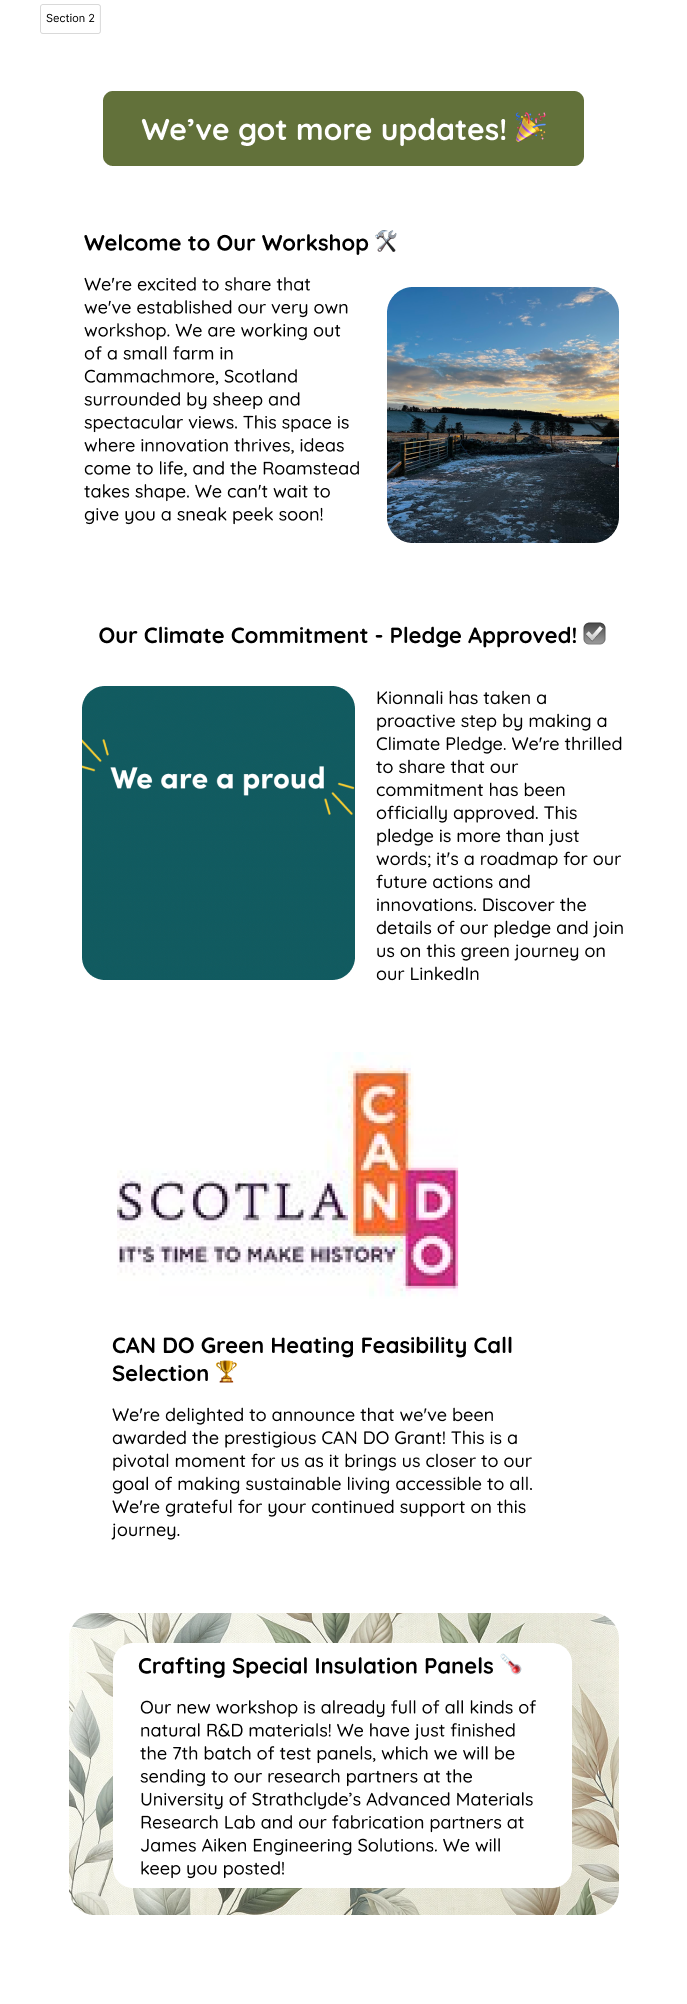 Section 2
We've got more updates! 🎉
Welcome to Our Workshop 🛠️
We're excited to share that
we've established our very own
workshop. We are working out
of a small farm in
Cammachmore, Scotland
surrounded by sheep and
spectacular views. This space is
where innovation thrives, ideas
come to life, and the Roamstead
takes shape. We can't wait to
give you a sneak peek soon!
Our Climate Commitment - Pledge Approved! ☑️
We are a proud
Kionnali has taken a
proactive step by making a
Climate Pledge. We're thrilled
to share that our
commitment has been
officially approved. This
pledge is more than just
words; it's a roadmap for our
future actions and
innovations. Discover the
details of our pledge and join
us on this green journey on
our LinkedIn
SCOTLAND
CAN
DO
IT'S TIME TO MAKE HISTORY
CAN DO Green Heating Feasibility Call
Selection 🏆
We're delighted to announce that we've been
awarded the prestigious CAN DO Grant! This is a
pivotal moment for us as it brings us closer to our
goal of making sustainable living accessible to all.
We're grateful for your continued support on this
journey.
Crafting Special Insulation Panels 🌡️
Our new workshop is already full of all kinds of
natural R&D materials! We have just finished
the 7th batch of test panels, which we will be
sending to our research partners at the
University of Strathclyde's Advanced Materials
Research Lab and our fabrication partners at
James Aiken Engineering Solutions. We will
keep you posted!